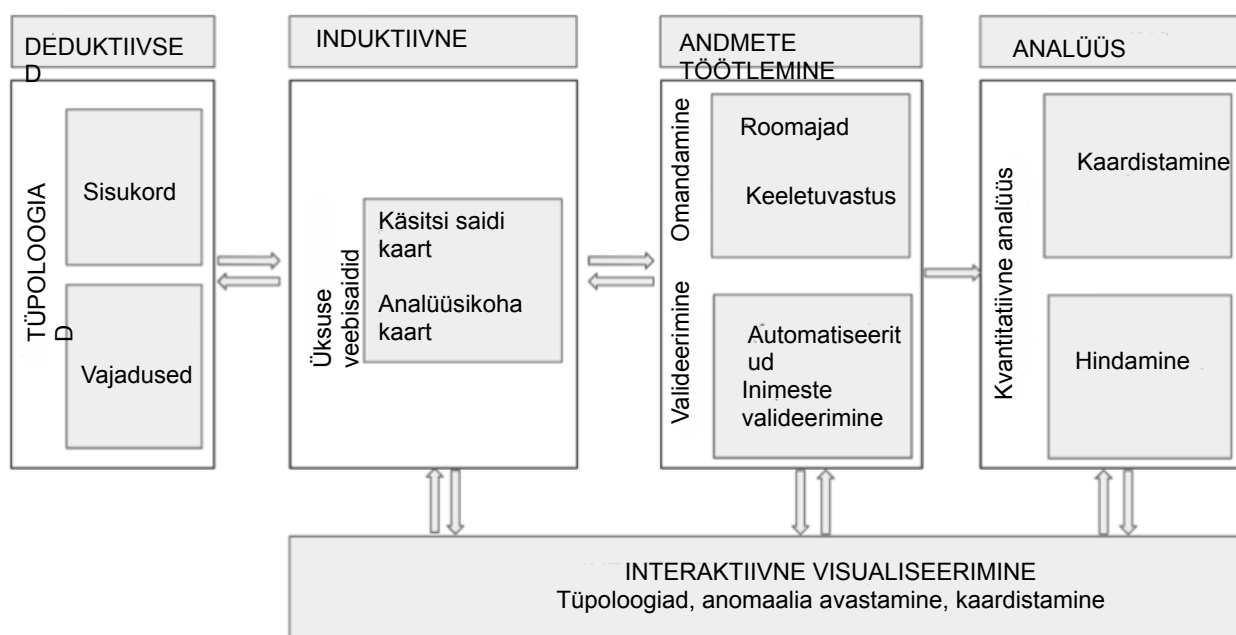 DEDUKTIIVSE
D
INDUKTIIVNE
ANDMETE
TÖÖTLEMINE
ANALÜÜS
TÜPOLOOGIA
D
Sisukord
Vajadused
Üksuse
veebisaidid
Käsitsi saidi
kaart
Analüüsikoha
kaart
Omandamine
Roomajad
Keeletuvastus
Valideerimine
Automatiseerit
ud
Inimeste
valideerimine
Kvantitatiivne analüüs
Kaardistamine
Hindamine
INTERAKTIIVNE VISUALISEERIMINE
Tüpoloogiad, anomaalia avastamine, kaardistamine